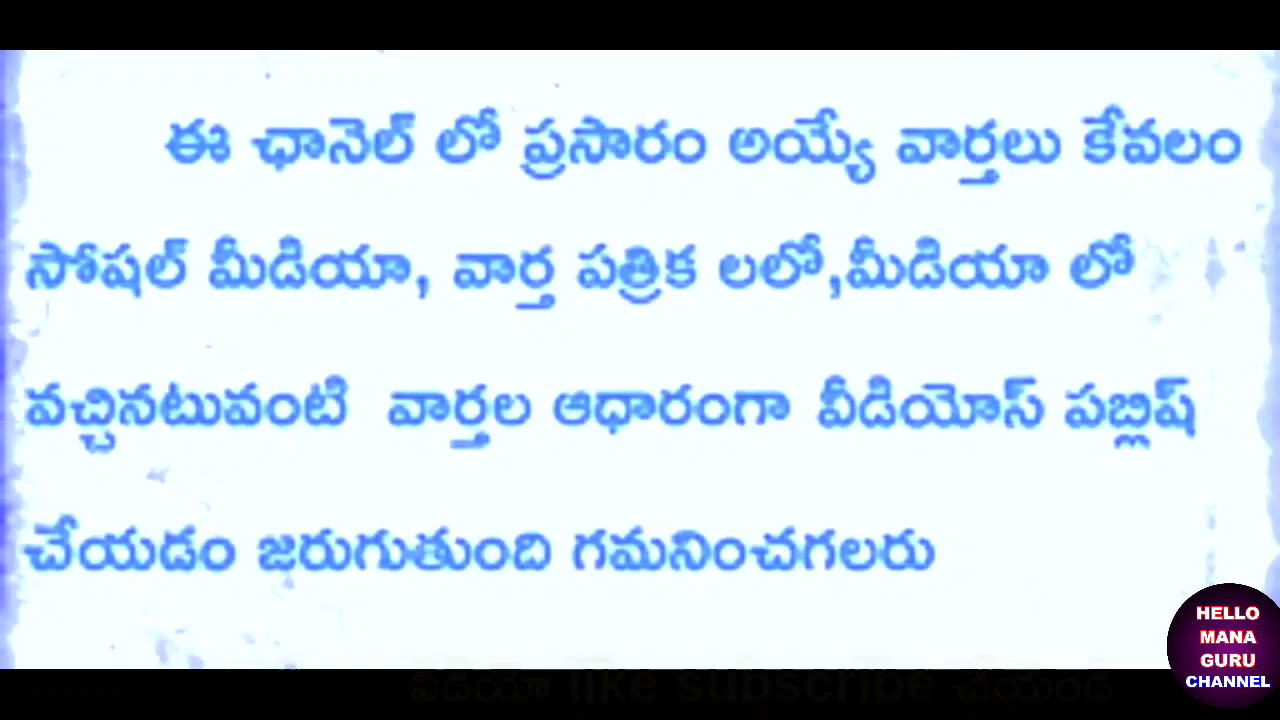 ఈ ఛానెల్ లో ప్రసారం అయ్యే వార్తలు కేవలం
సోషల్ మీడియా, వార్త పత్రిక లలో,మీడియా లో
వచ్చినటువంటి వార్తల ఆధారంగా వీడియోస్ పబ్లిష్
చేయడం జరుగుతుంది గమనించగలరు
HELLO
MANA
GURU
CHANNEL
వీడియో like subscribe చేయండి